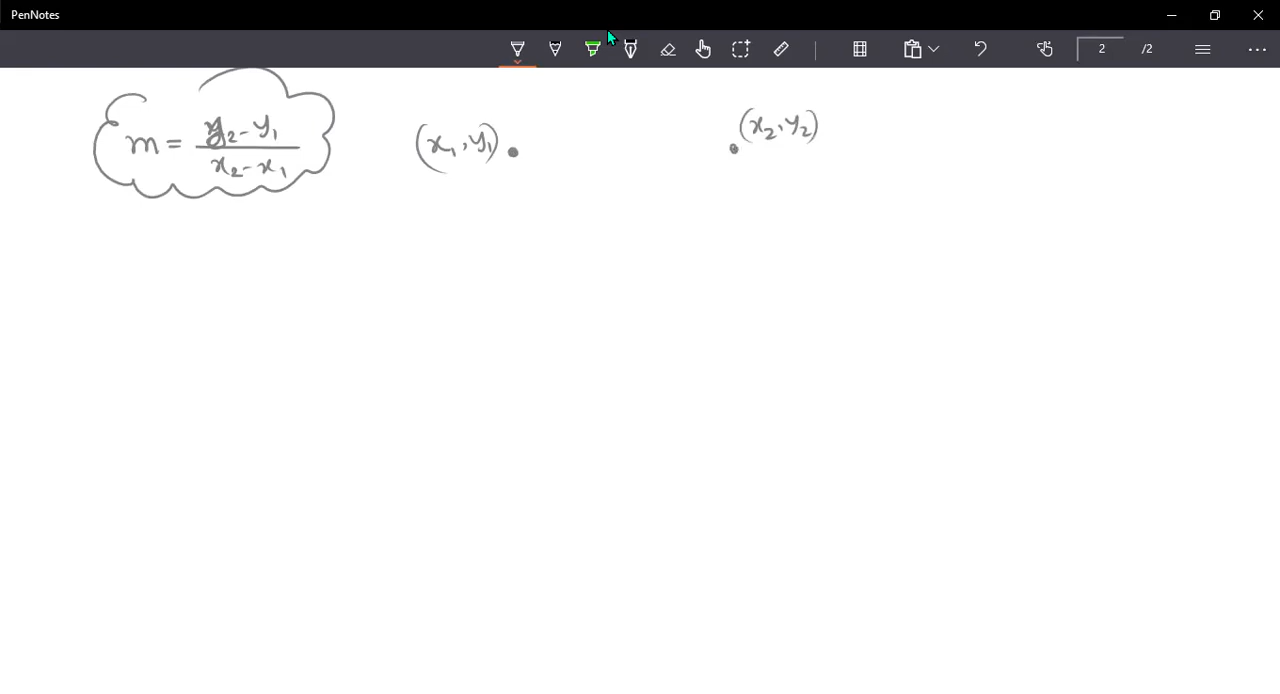 PenNotes
2 /2
m = y₂ - y₁ / x₂ - x₁
(x₁, y₁)
(x₂, y₂)